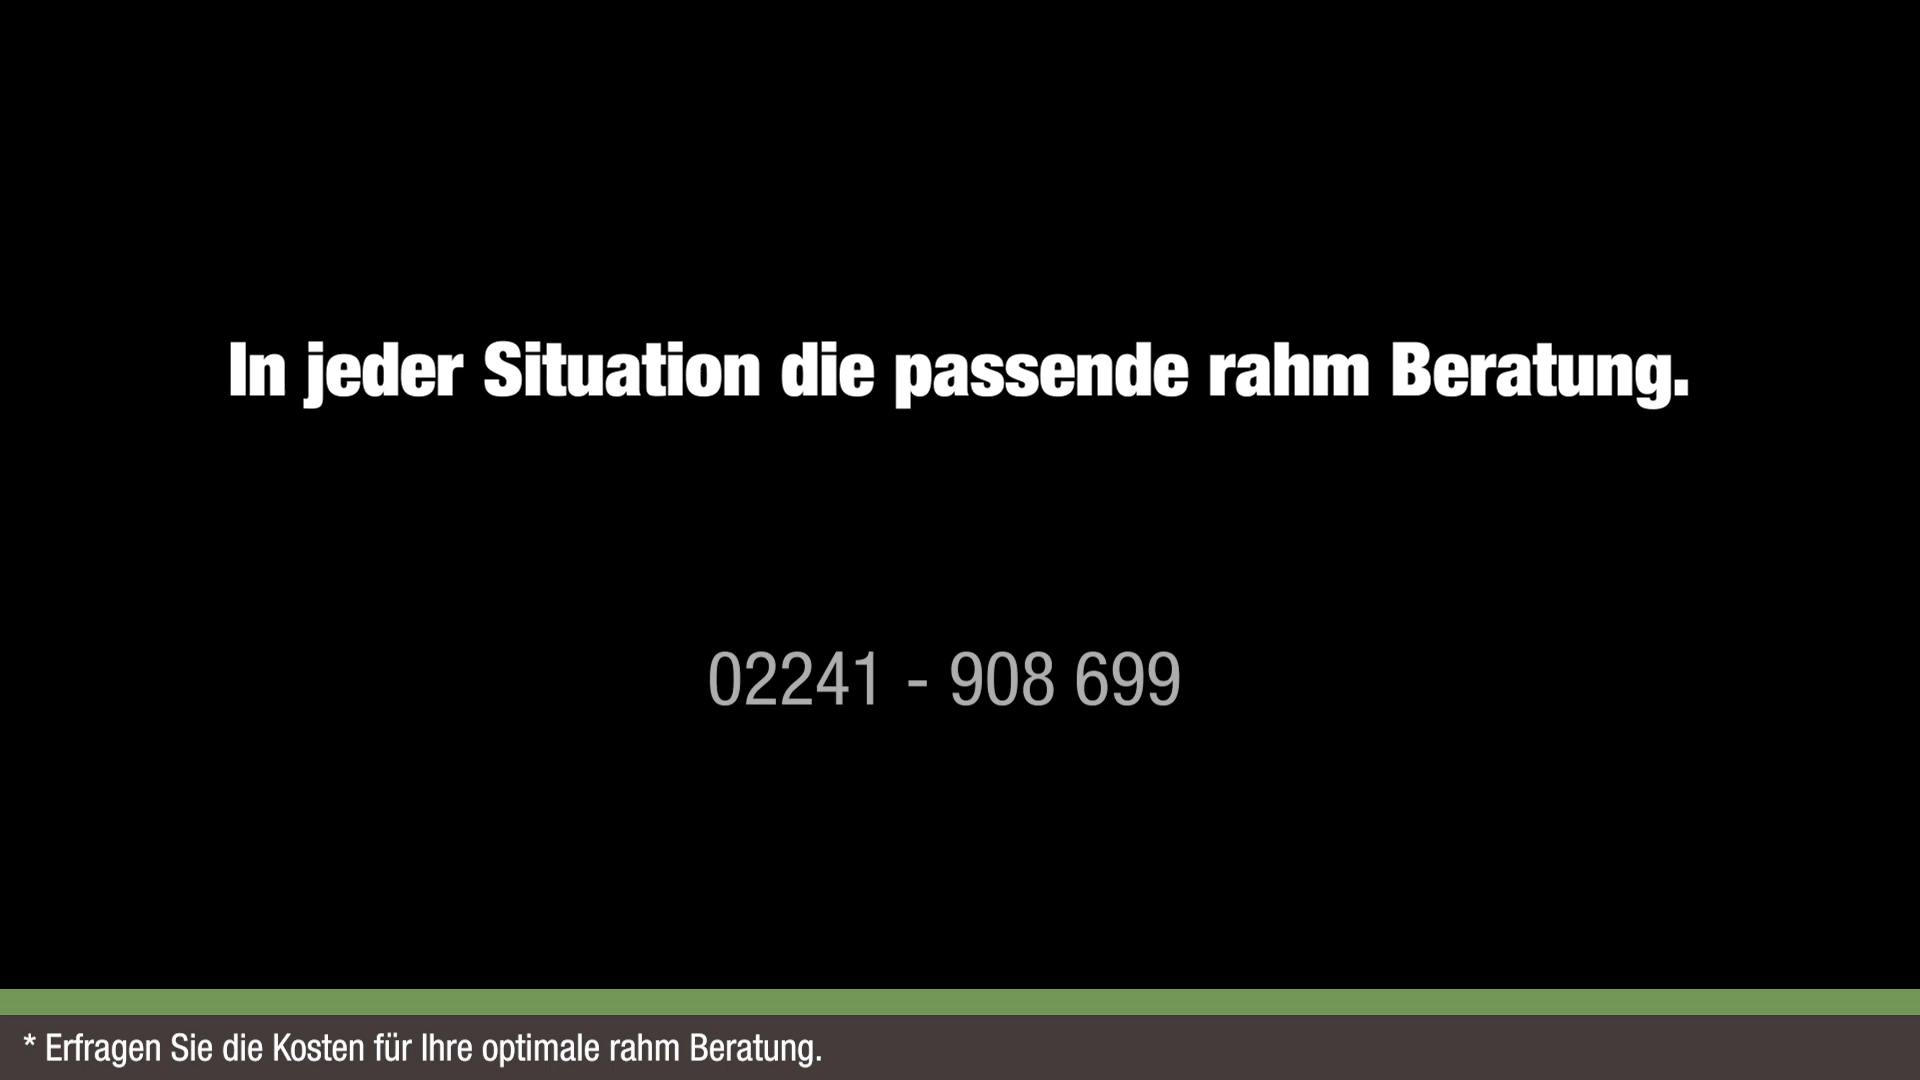 In jeder Situation die passende rahm Beratung.
02241 - 908 699
* Erfragen Sie die Kosten für Ihre optimale rahm Beratung.